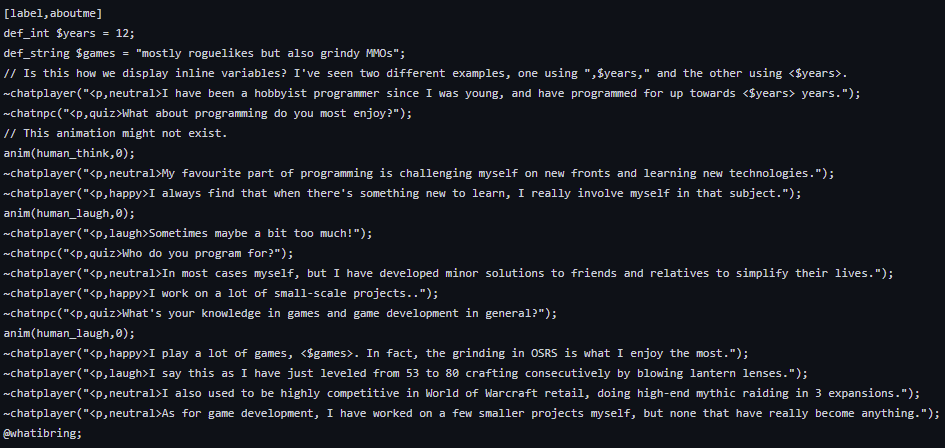 [label,aboutme]
def_int $years = 12;
def_string $games = "mostly roguelikes but also grindy MMOs";
// Is this how we display inline variables? I've seen two different examples, one using ",$years," and the other using <$years>.
~chatplayer("<p,neutral>I have been a hobbyist programmer since I was young, and have programmed for up towards <$years> years.");
~chatnpc("<p,quiz>What about programming do you most enjoy?");
// This animation might not exist.
anim(human_think,0);
~chatplayer("<p,neutral>My favourite part of programming is challenging myself on new fronts and learning new technologies.");
~chatplayer("<p,happy>I always find that when there's something new to learn, I really involve myself in that subject.");
anim(human_laugh,0);
~chatplayer("<p,laugh>Sometimes maybe a bit too much!");
~chatnpc("<p,quiz>Who do you program for?");
~chatplayer("<p,neutral>In most cases myself, but I have developed minor solutions to friends and relatives to simplify their lives.");
~chatplayer("<p,happy>I work on a lot of small-scale projects..");
~chatnpc("<p,quiz>What's your knowledge in games and game development in general?");
anim(human_laugh,0);
~chatplayer("<p,happy>I play a lot of games, <$games>. In fact, the grinding in OSRS is what I enjoy the most.");
~chatplayer("<p,laugh>I say this as I have just leveled from 53 to 80 crafting consecutively by blowing lantern lenses.");
~chatplayer("<p,neutral>I also used to be highly competitive in World of Warcraft retail, doing high-end mythic raiding in 3 expansions.");
~chatplayer("<p,neutral>As for game development, I have worked on a few smaller projects myself, but none that have really become anything.");
@whatibring;